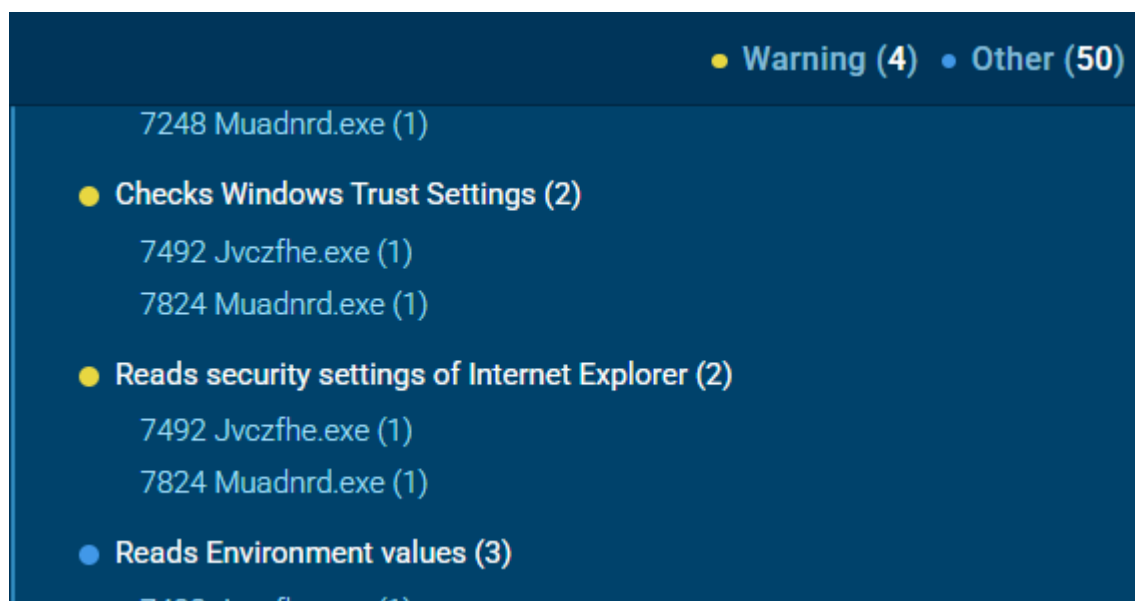 Warning (4) Other (50)
7248 Muadnrd.exe (1)
Checks Windows Trust Settings (2)
7492 Jvczfhe.exe (1)
7824 Muadnrd.exe (1)
Reads security settings of Internet Explorer (2)
7492 Jvczfhe.exe (1)
7824 Muadnrd.exe (1)
Reads Environment values (3)